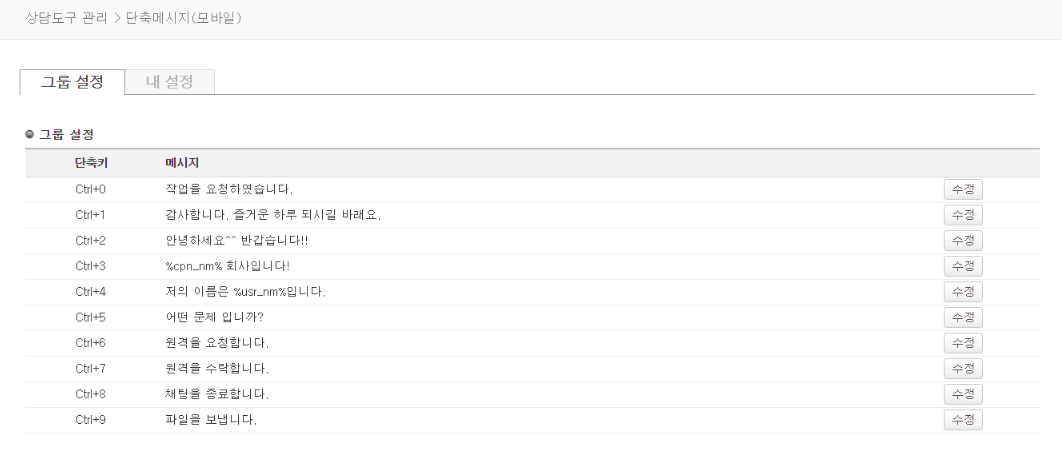 상담도구 관리 > 단축메시지(모바일)
그룹 설정 내 설정
그룹 설정
단축키 메시지
Ctrl+0 작업을 요청하였습니다. 수정
Ctrl+1 감사합니다. 즐거운 하루 되시길 바래요. 수정
Ctrl+2 안녕하세요^^ 반갑습니다!! 수정
Ctrl+3 %cpn_nm% 회사입니다! 수정
Ctrl+4 저의 이름은 %usr_nm%입니다. 수정
Ctrl+5 어떤 문제 입니까? 수정
Ctrl+6 원격을 요청합니다. 수정
Ctrl+7 원격을 수락합니다. 수정
Ctrl+8 채팅을 종료합니다. 수정
Ctrl+9 파일을 보냅니다. 수정